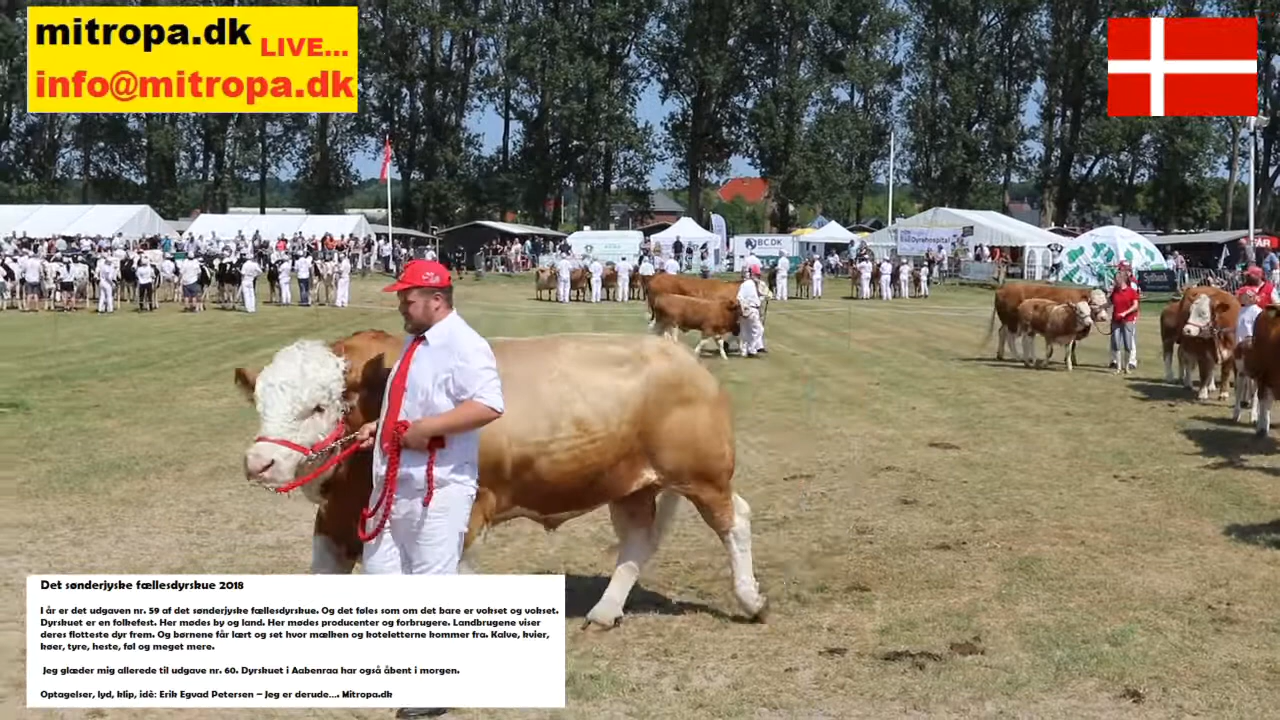 mitropa.dk
LIVE...
info@mitropa.dk
BC.DK
Dyrehospital
FÅR
Det sønderjyske fællesdyrskue 2018
I år er det udgaven nr. 59 af det sønderjyske fællesdyrskue. Og det føles som om det bare er vokset og vokset.
Dyrskuet er en folkefest. Her mødes by og land. Her mødes producenter og forbrugere. Landbrugene viser
deres flotteste dyr frem. Og børnene får lært og set hvor mælken og koteletterne kommer fra. Kalve, kvier,
køer, tyre, heste, føl og meget mere.
Jeg glæder mig allerede til udgave nr. 60. Dyrskuet i Aabenraa har også åbent i morgen.
Optagelser, lyd, klip, idè: Erik Egvad Petersen – Jeg er derude.... Mitropa.dk